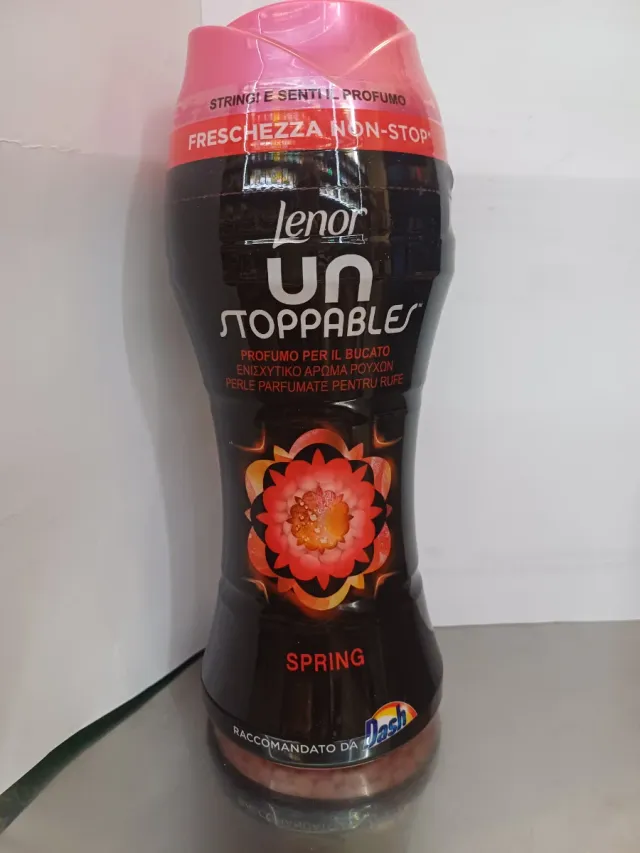 STRINGI E SENTI IL PROFUMO
FRESCHEZZA NON-STOP*
Lenor
UN
STOPPABLES™
PROFUMO PER IL BUCATO
ΕΝΙΣΧΥΤΙΚΟ ΑΡΩΜΑ ΡΟΥΧΩΝ
PERLE PARFUMATE PENTRU RUFE
SPRING
RACCOMANDATO DA Dash